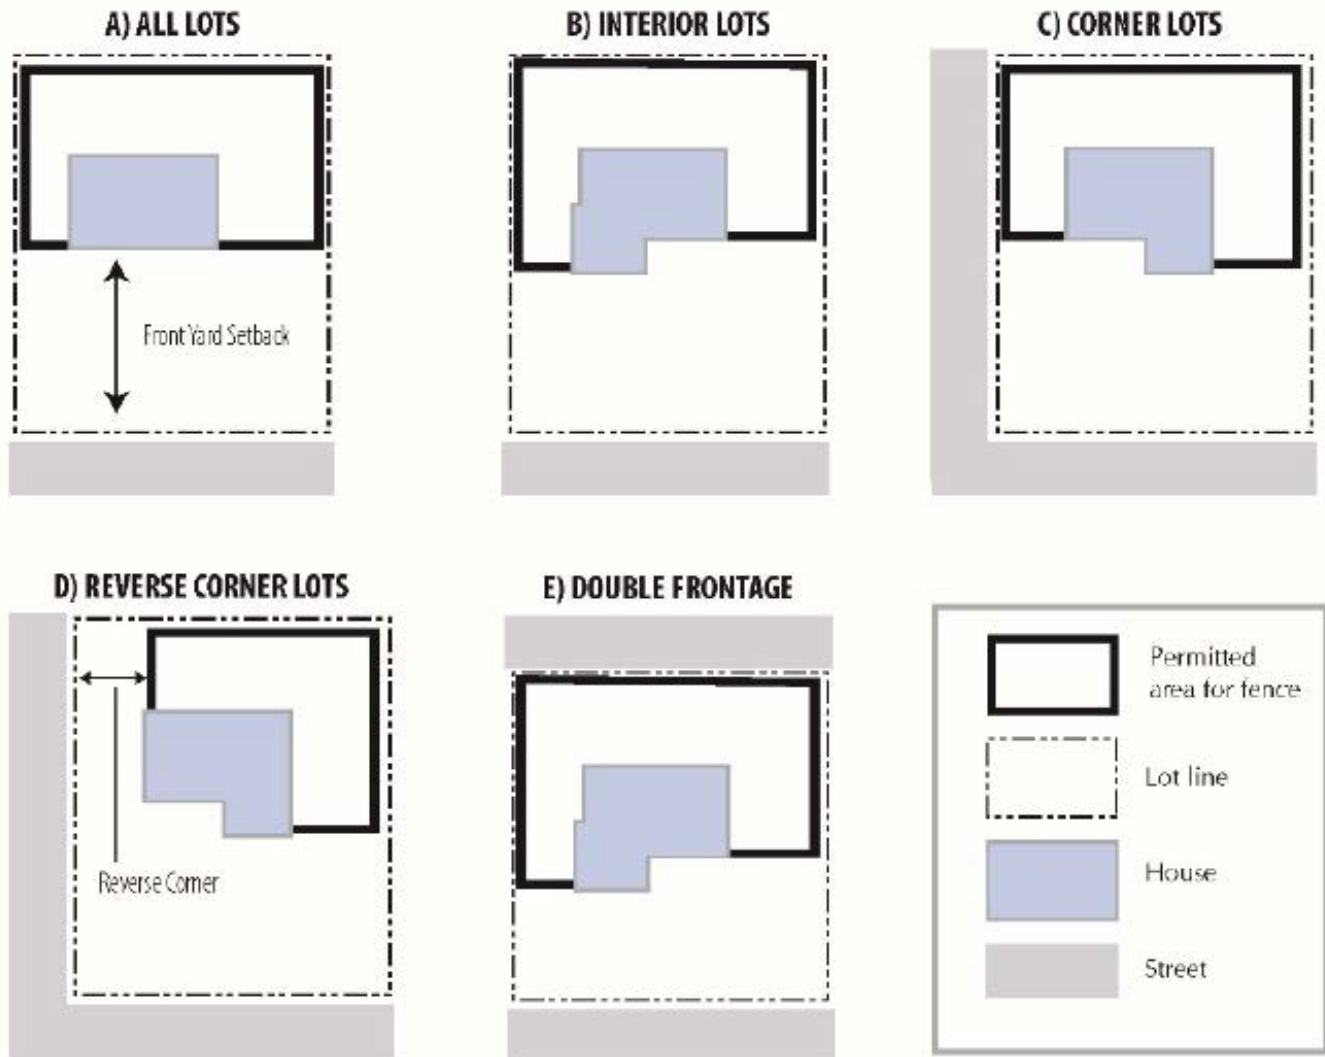 A) ALL LOTS
B) INTERIOR LOTS
C) CORNER LOTS
Front Yard Setback
D) REVERSE CORNER LOTS
E) DOUBLE FRONTAGE
Reverse Corner
Permitted
area for fence
Lot line
House
Street